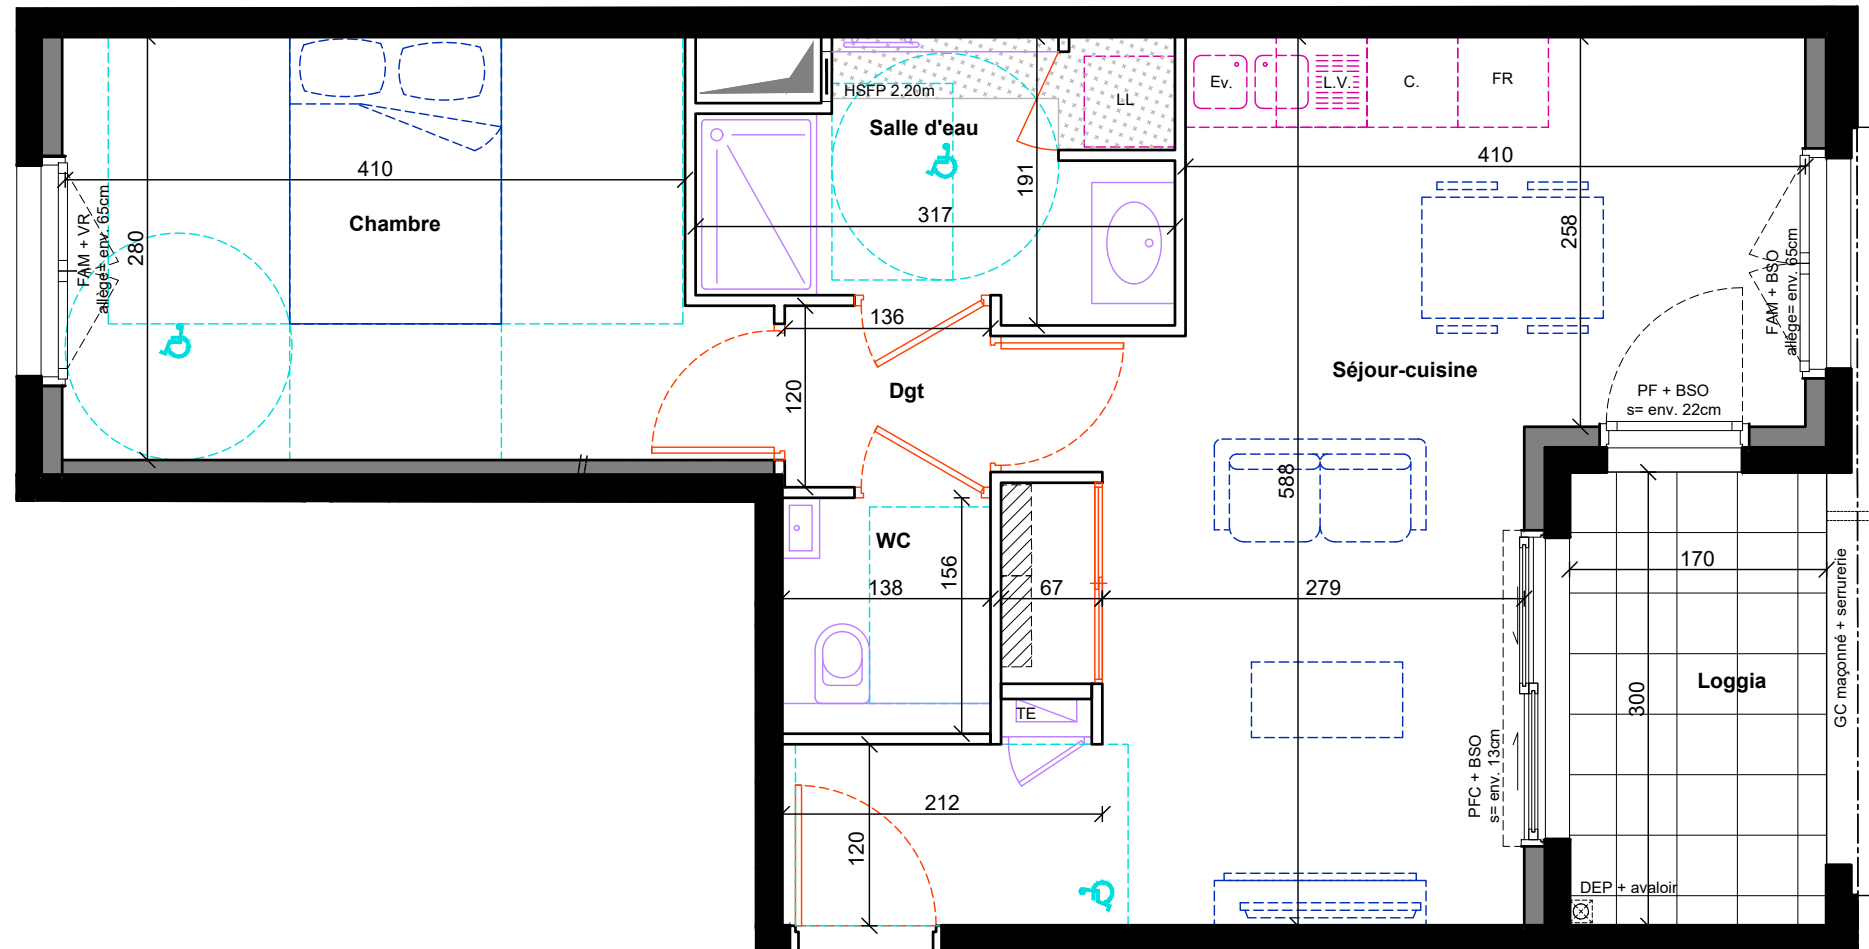 HSFP 2.20m
Salle d'eau
LL
Ev.
L.V.
C.
FR
410
Chambre
280
FAM + VR
allège= env. 65cm
191
317
410
258
FAM + BSO
allège= env. 65cm
136
120
Dgt
Séjour-cuisine
PF + BSO
s= env. 22cm
588
WC
156
138
67
279
170
Loggia
300
GC maçonné + serrurerie
TE
PFC + BSO
s= env. 13cm
212
120
DEP + avaloir